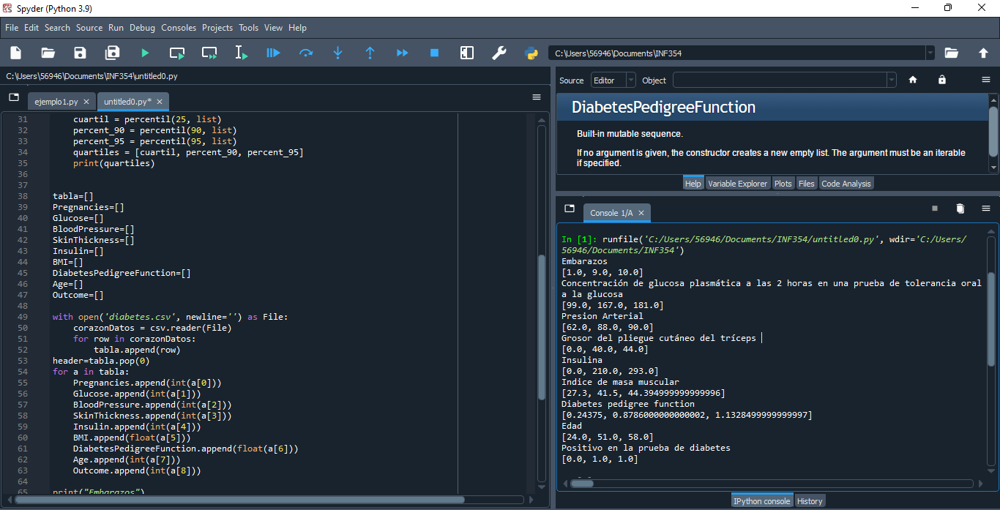 Spyder (Python 3.9)
File Edit Search Source Run Debug Consoles Projects Tools View Help
C:\Users\56946\Documents\INF354
C:\Users\56946\Documents\INF354\untitled0.py
ejemplo1.py
untitled0.py*
31 cuartil = percentil(25, list)
32 percent_90 = percentil(90, list)
33 percent_95 = percentil(95, list)
34 quartiles = [cuartil, percent_90, percent_95]
35 print(quartiles)
36
37
38 tabla=[]
39 Pregnancies=[]
40 Glucose=[]
41 BloodPressure=[]
42 SkinThickness=[]
43 Insulin=[]
44 BMI=[]
45 DiabetesPedigreeFunction=[]
46 Age=[]
47 Outcome=[]
48
49 with open('diabetes.csv', newline='') as File:
50 corazonDatos = csv.reader(File)
51 for row in corazonDatos:
52 tabla.append(row)
53 header=tabla.pop(0)
54 for a in tabla:
55 Pregnancies.append(int(a[0]))
56 Glucose.append(int(a[1]))
57 BloodPressure.append(int(a[2]))
58 SkinThickness.append(int(a[3]))
59 Insulin.append(int(a[4]))
60 BMI.append(float(a[5]))
61 DiabetesPedigreeFunction.append(float(a[6]))
62 Age.append(int(a[7]))
63 Outcome.append(int(a[8]))
64
65 print("Embarazos")
Source Editor Object
DiabetesPedigreeFunction
Built-in mutable sequence.
If no argument is given, the constructor creates a new empty list. The argument must be an iterable
if specified.
Help Variable Explorer Plots Files Code Analysis
Console 1/A
In [1]: runfile('C:/Users/56946/Documents/INF354/untitled0.py', wdir='C:/Users/
56946/Documents/INF354')
Embarazos
[1.0, 9.0, 10.0]
Concentración de glucosa plasmática a las 2 horas en una prueba de tolerancia oral
a la glucosa
[99.0, 167.0, 181.0]
Presion Arterial
[62.0, 88.0, 90.0]
Grosor del pliegue cutáneo del tríceps
[0.0, 40.0, 44.0]
Insulina
[0.0, 210.0, 293.0]
Indice de masa muscular
[27.3, 41.5, 44.394999999999996]
Diabetes pedigree function
[0.24375, 0.8786000000000002, 1.1328499999999997]
Edad
[24.0, 51.0, 58.0]
Positivo en la prueba de diabetes
[0.0, 1.0, 1.0]
IPython console History